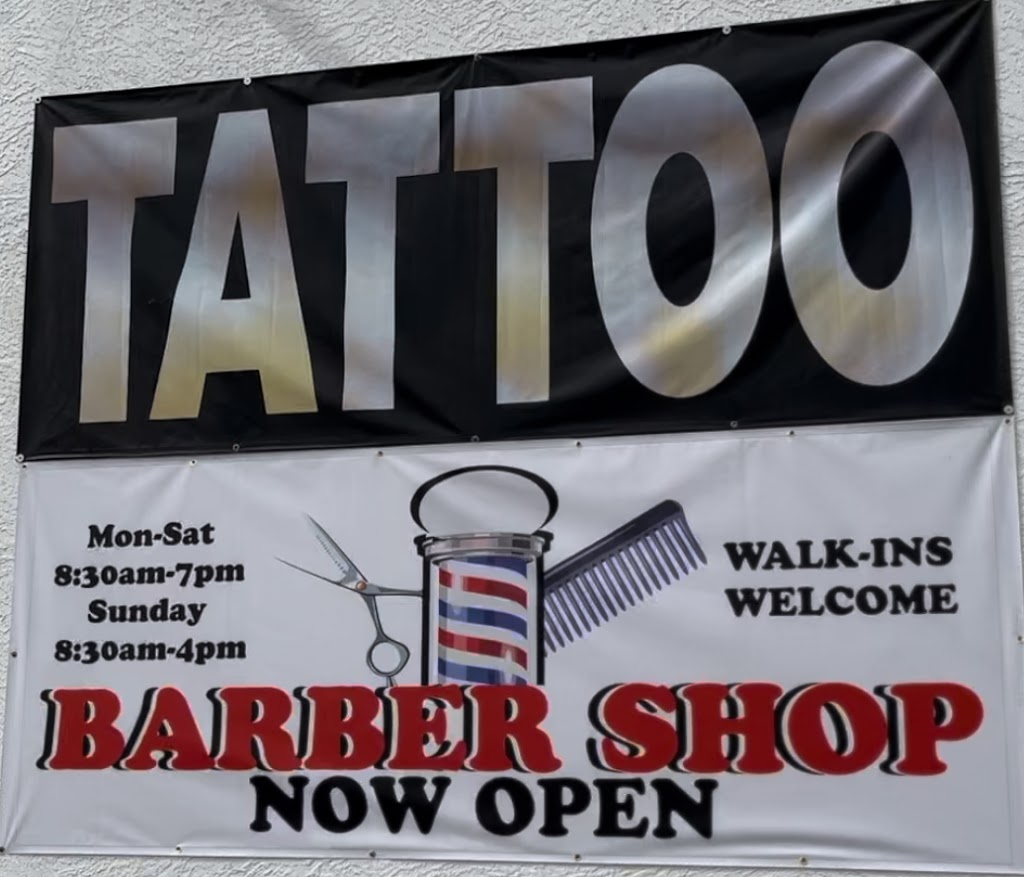 TATTOO
Mon-Sat
8:30am-7pm
Sunday
8:30am-4pm
WALK-INS
WELCOME
BARBER SHOP
NOW OPEN